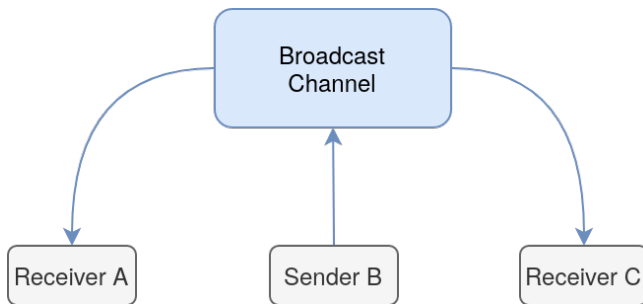 Broadcast
Channel
Receiver A
Sender B
Receiver C